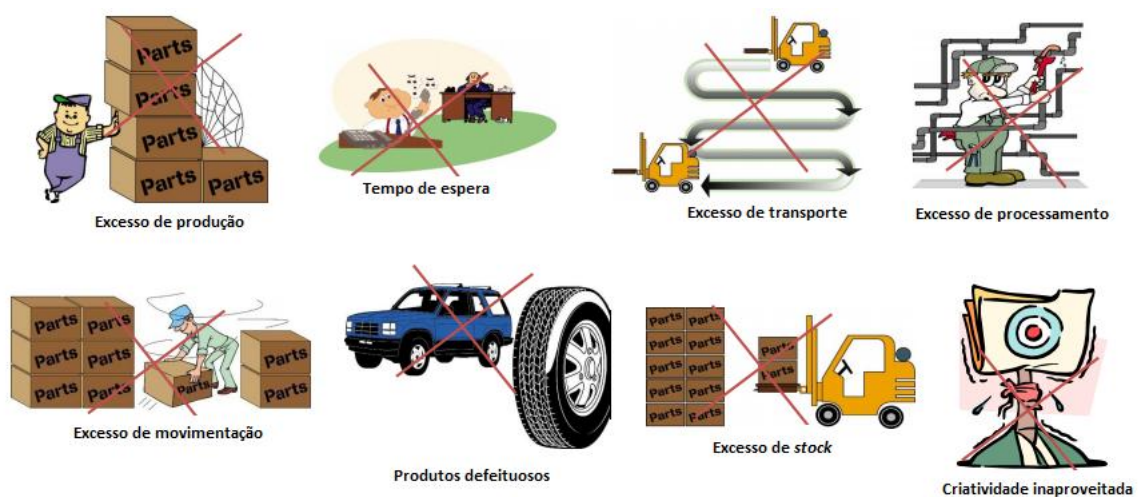 Parts
Parts
Parts
Parts Parts
Excesso de produção
Tempo de espera
Excesso de transporte
Excesso de processamento
Parts Parts
Parts Parts Parts
Parts Parts Parts Parts
Excesso de movimentação
Produtos defeituosos
Parts Parts
Parts Parts Parts
Parts Parts Parts
Parts Parts
Parts Parts
Excesso de stock
Criatividade inaproveitada